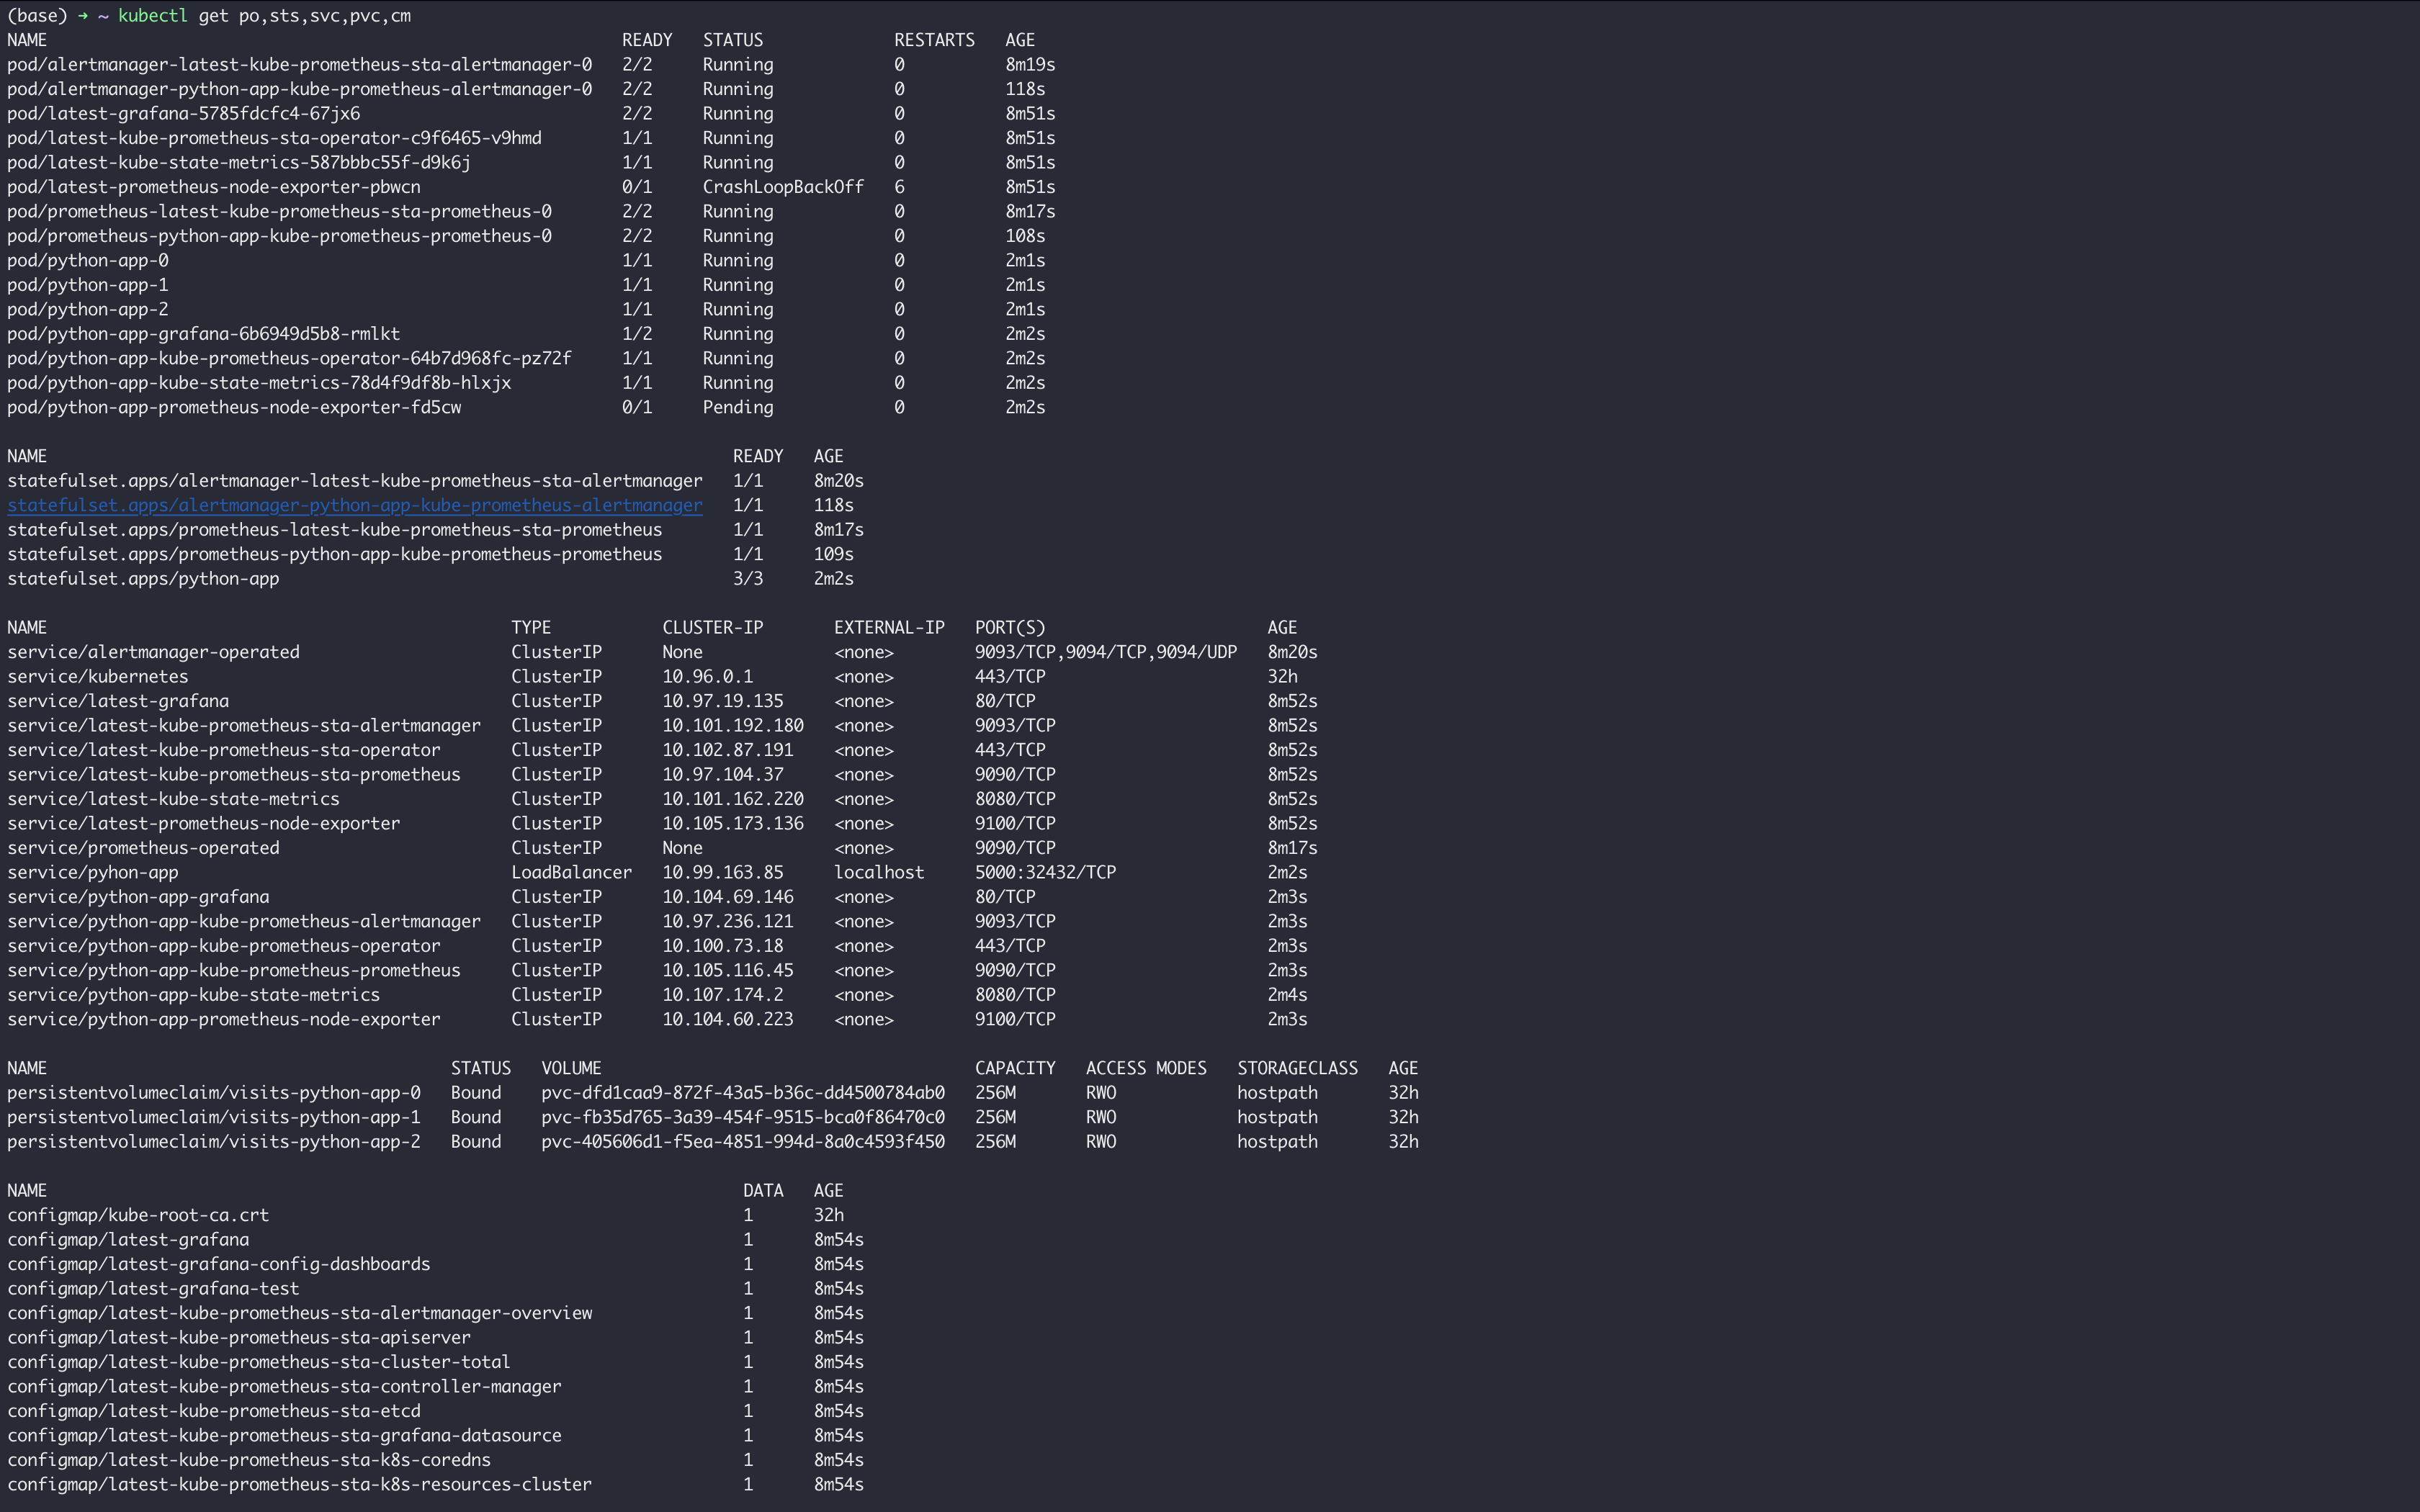 (base) ➜ ~ kubectl get po,sts,svc,pvc,cm
NAME READY STATUS RESTARTS AGE
pod/alertmanager-latest-kube-prometheus-sta-alertmanager-0 2/2 Running 0 8m19s
pod/alertmanager-python-app-kube-prometheus-alertmanager-0 2/2 Running 0 118s
pod/latest-grafana-5785fdcfc4-67jx6 2/2 Running 0 8m51s
pod/latest-kube-prometheus-sta-operator-c9f6465-v9hmd 1/1 Running 0 8m51s
pod/latest-kube-state-metrics-587bbbc55f-d9k6j 1/1 Running 0 8m51s
pod/latest-prometheus-node-exporter-pbwcn 0/1 CrashLoopBackOff 6 8m51s
pod/prometheus-latest-kube-prometheus-sta-prometheus-0 2/2 Running 0 8m17s
pod/prometheus-python-app-kube-prometheus-prometheus-0 2/2 Running 0 108s
pod/python-app-0 1/1 Running 0 2m1s
pod/python-app-1 1/1 Running 0 2m1s
pod/python-app-2 1/1 Running 0 2m1s
pod/python-app-grafana-6b6949d5b8-rmlkt 1/2 Running 0 2m2s
pod/python-app-kube-prometheus-operator-64b7d968fc-pz72f 1/1 Running 0 2m2s
pod/python-app-kube-state-metrics-78d4f9df8b-hlxjx 1/1 Running 0 2m2s
pod/python-app-prometheus-node-exporter-fd5cw 0/1 Pending 0 2m2s
NAME READY AGE
statefulset.apps/alertmanager-latest-kube-prometheus-sta-alertmanager 1/1 8m20s
statefulset.apps/alertmanager-python-app-kube-prometheus-alertmanager 1/1 118s
statefulset.apps/prometheus-latest-kube-prometheus-sta-prometheus 1/1 8m17s
statefulset.apps/prometheus-python-app-kube-prometheus-prometheus 1/1 109s
statefulset.apps/python-app 3/3 2m2s
NAME TYPE CLUSTER-IP EXTERNAL-IP PORT(S) AGE
service/alertmanager-operated ClusterIP None <none> 9093/TCP,9094/TCP,9094/UDP 8m20s
service/kubernetes ClusterIP 10.96.0.1 <none> 443/TCP 32h
service/latest-grafana ClusterIP 10.97.19.135 <none> 80/TCP 8m52s
service/latest-kube-prometheus-sta-alertmanager ClusterIP 10.101.192.180 <none> 9093/TCP 8m52s
service/latest-kube-prometheus-sta-operator ClusterIP 10.102.87.191 <none> 443/TCP 8m52s
service/latest-kube-prometheus-sta-prometheus ClusterIP 10.97.104.37 <none> 9090/TCP 8m52s
service/latest-kube-state-metrics ClusterIP 10.101.162.220 <none> 8080/TCP 8m52s
service/latest-prometheus-node-exporter ClusterIP 10.105.173.136 <none> 9100/TCP 8m52s
service/prometheus-operated ClusterIP None <none> 9090/TCP 8m17s
service/pyhon-app LoadBalancer 10.99.163.85 localhost 5000:32432/TCP 2m2s
service/python-app-grafana ClusterIP 10.104.69.146 <none> 80/TCP 2m3s
service/python-app-kube-prometheus-alertmanager ClusterIP 10.97.236.121 <none> 9093/TCP 2m3s
service/python-app-kube-prometheus-operator ClusterIP 10.100.73.18 <none> 443/TCP 2m3s
service/python-app-kube-prometheus-prometheus ClusterIP 10.105.116.45 <none> 9090/TCP 2m3s
service/python-app-kube-state-metrics ClusterIP 10.107.174.2 <none> 8080/TCP 2m4s
service/python-app-prometheus-node-exporter ClusterIP 10.104.60.223 <none> 9100/TCP 2m3s
NAME STATUS VOLUME CAPACITY ACCESS MODES STORAGECLASS AGE
persistentvolumeclaim/visits-python-app-0 Bound pvc-dfd1caa9-872f-43a5-b36c-dd4500784ab0 256M RWO hostpath 32h
persistentvolumeclaim/visits-python-app-1 Bound pvc-fb35d765-3a39-454f-9515-bca0f86470c0 256M RWO hostpath 32h
persistentvolumeclaim/visits-python-app-2 Bound pvc-405606d1-f5ea-4851-994d-8a0c4593f450 256M RWO hostpath 32h
NAME DATA AGE
configmap/kube-root-ca.crt 1 32h
configmap/latest-grafana 1 8m54s
configmap/latest-grafana-config-dashboards 1 8m54s
configmap/latest-grafana-test 1 8m54s
configmap/latest-kube-prometheus-sta-alertmanager-overview 1 8m54s
configmap/latest-kube-prometheus-sta-apiserver 1 8m54s
configmap/latest-kube-prometheus-sta-cluster-total 1 8m54s
configmap/latest-kube-prometheus-sta-controller-manager 1 8m54s
configmap/latest-kube-prometheus-sta-etcd 1 8m54s
configmap/latest-kube-prometheus-sta-grafana-datasource 1 8m54s
configmap/latest-kube-prometheus-sta-k8s-coredns 1 8m54s
configmap/latest-kube-prometheus-sta-k8s-resources-cluster 1 8m54s